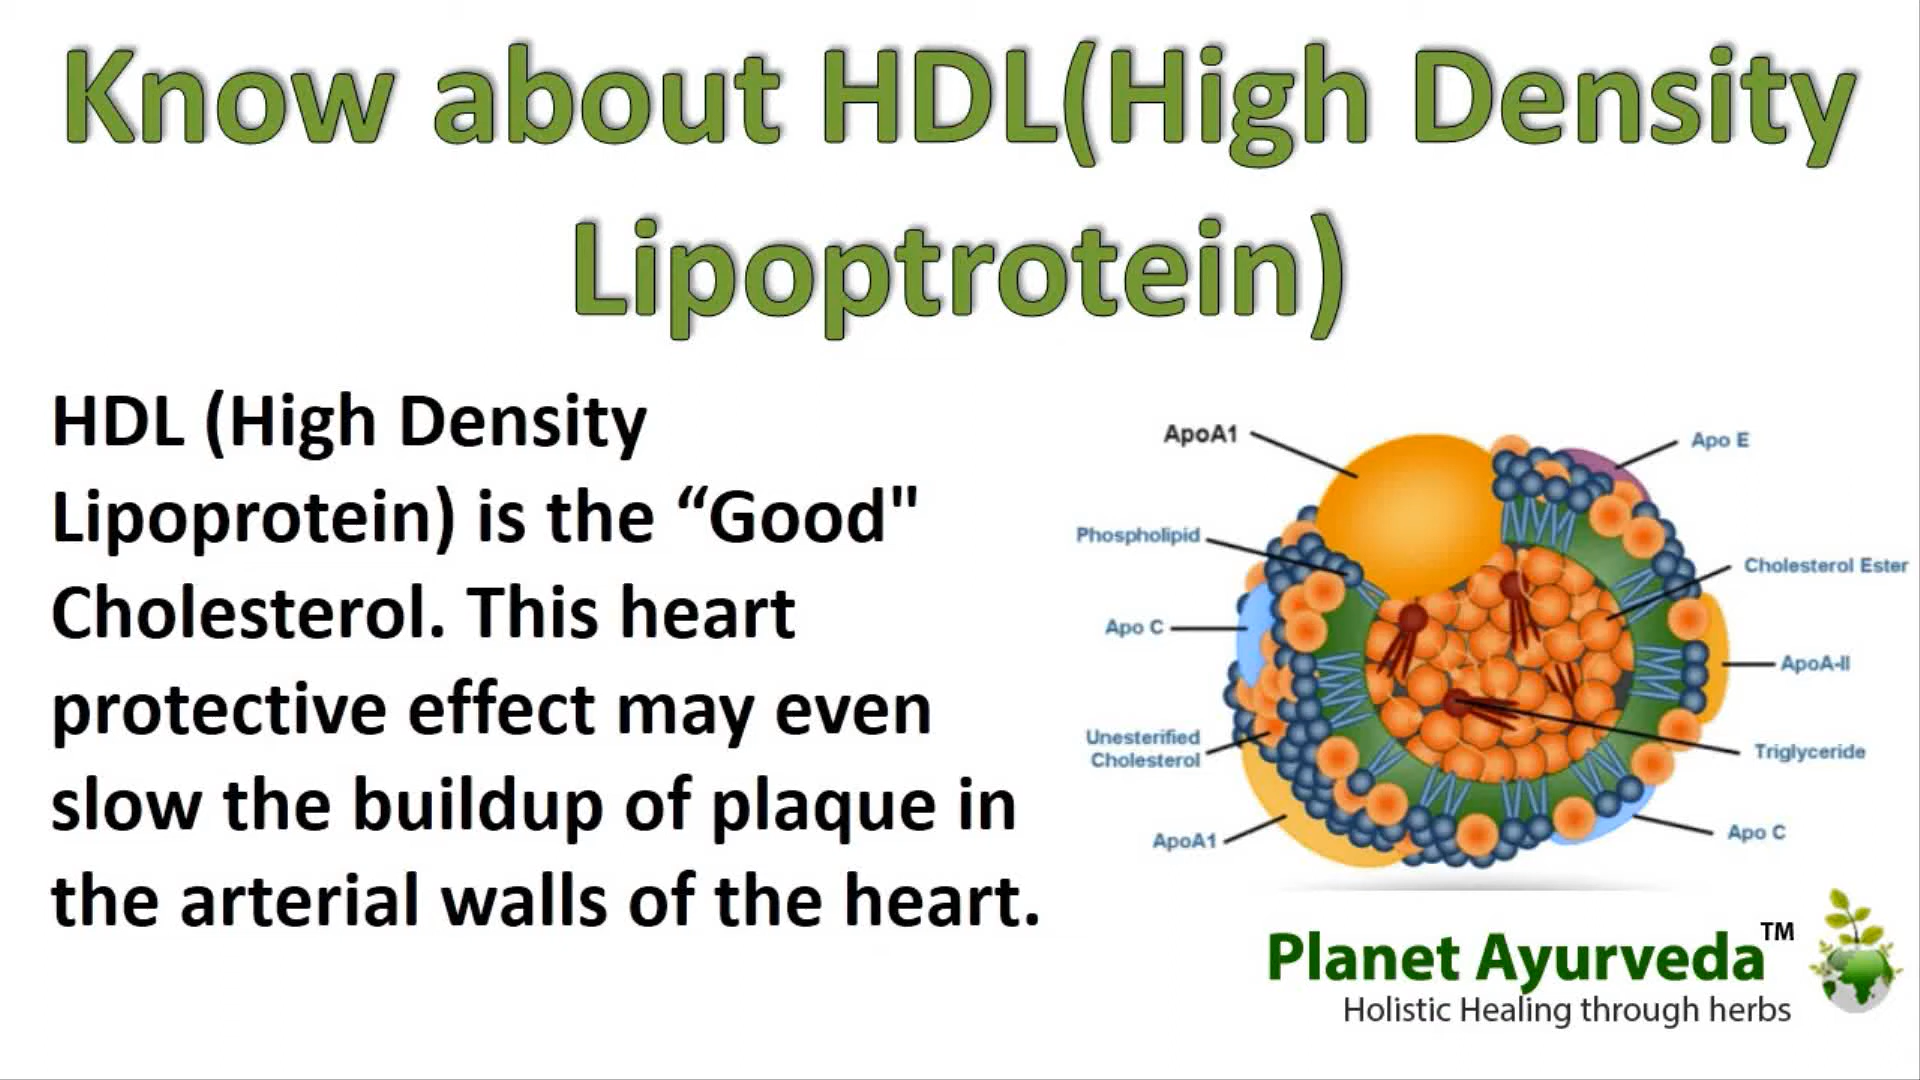 Know about HDL(High Density
Lipoptrotein)
HDL (High Density
Lipoprotein) is the “Good"
Cholesterol. This heart
protective effect may even
slow the buildup of plaque in
the arterial walls of the heart.
ApoA1
Apo E
Phospholipid
Cholesterol Ester
Apo C
ApoA-II
Unesterified
Cholesterol
Triglyceride
ApoA1
Apo C
Planet Ayurveda™
Holistic Healing through herbs